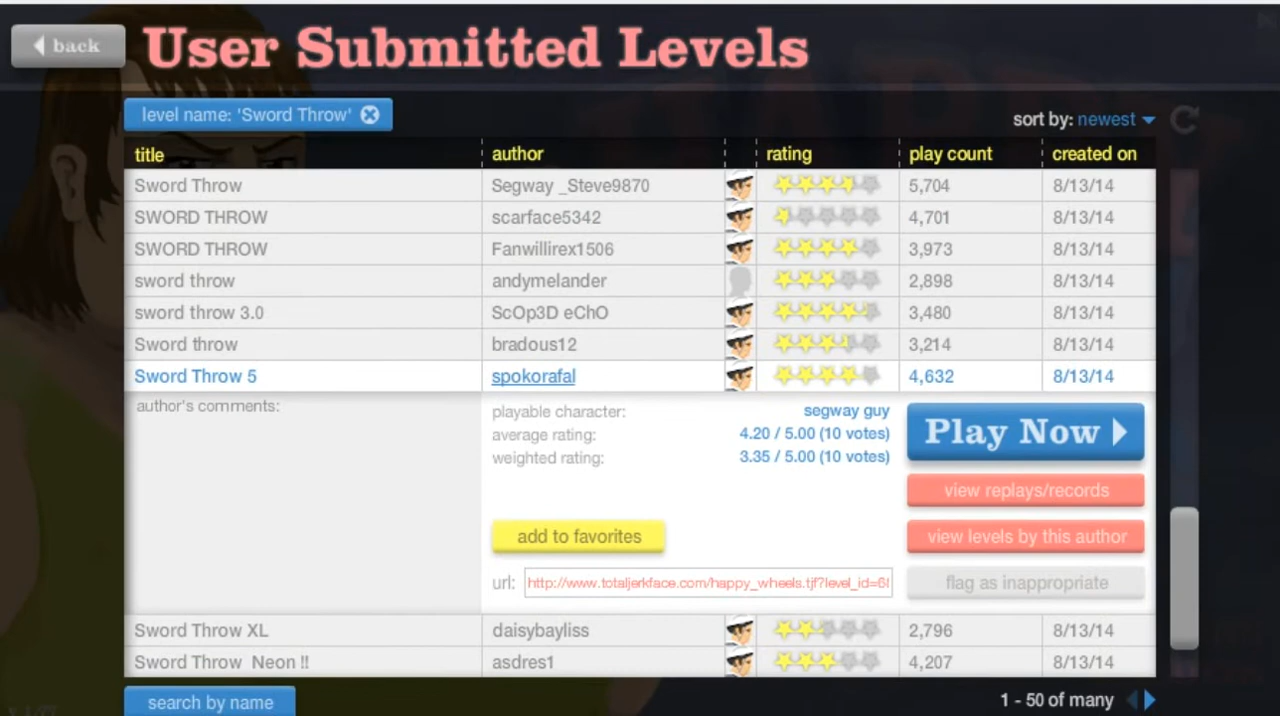 back
User Submitted Levels
level name: 'Sword Throw'
sort by: newest
title author rating play count created on
Sword Throw Segway _Steve9870 5,704 8/13/14
SWORD THROW scarface5342 4,701 8/13/14
SWORD THROW Fanwillirex1506 3,973 8/13/14
sword throw andymelander 2,898 8/13/14
sword throw 3.0 ScOp3D eChO 3,480 8/13/14
Sword throw bradous12 3,214 8/13/14
Sword Throw 5 spokorafal 4,632 8/13/14
author's comments:
playable character: segway guy
average rating: 4.20 / 5.00 (10 votes)
weighted rating: 3.35 / 5.00 (10 votes)
Play Now
view replays/records
add to favorites
view levels by this author
url: http://www.totaljerkface.com/happy_wheels.tjf?level_id=6
flag as inappropriate
Sword Throw XL daisybayliss 2,796 8/13/14
Sword Throw Neon !! asdres1 4,207 8/13/14
search by name
1 - 50 of many